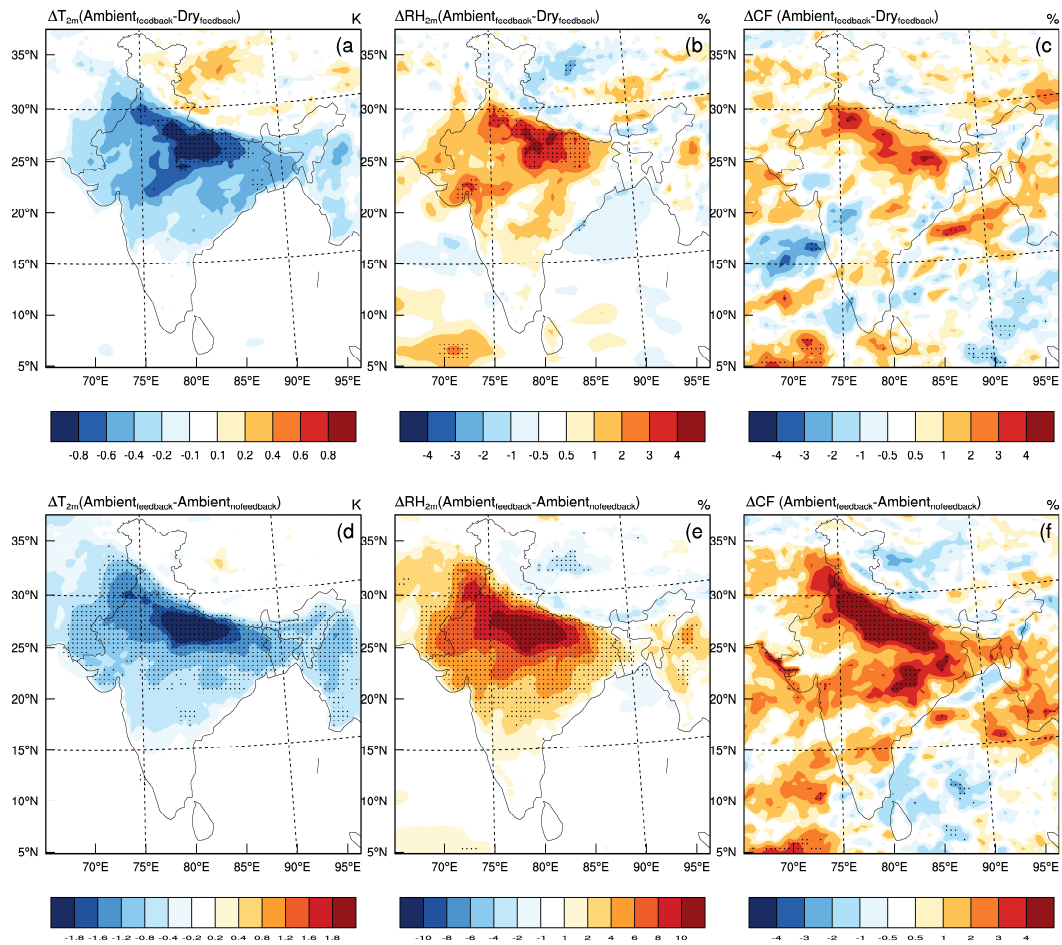 ΔT2m(Ambientfeedback-Dryfeedback) K
(a)
35°N
30°N
25°N
20°N
15°N
10°N
5°N
70°E 75°E 80°E 85°E 90°E 95°E
-0.8 -0.6 -0.4 -0.2 -0.1 0.1 0.2 0.4 0.6 0.8
ΔRH2m(Ambientfeedback-Dryfeedback) %
(b)
35°N
30°N
25°N
20°N
15°N
10°N
5°N
70°E 75°E 80°E 85°E 90°E 95°E
-4 -3 -2 -1 -0.5 0.5 1 2 3 4
ΔCF (Ambientfeedback-Dryfeedback) %
(c)
35°N
30°N
25°N
20°N
15°N
10°N
5°N
70°E 75°E 80°E 85°E 90°E 95°E
-4 -3 -2 -1 -0.5 0.5 1 2 3 4
ΔT2m(Ambientfeedback-Ambientnofeedback) K
(d)
35°N
30°N
25°N
20°N
15°N
10°N
5°N
70°E 75°E 80°E 85°E 90°E 95°E
-1.8 -1.6 -1.2 -0.8 -0.4 -0.2 0.2 0.4 0.8 1.2 1.6 1.8
ΔRH2m(Ambientfeedback-Ambientnofeedback) %
(e)
35°N
30°N
25°N
20°N
15°N
10°N
5°N
70°E 75°E 80°E 85°E 90°E 95°E
-10 -8 -6 -4 -2 -1 1 2 4 6 8 10
ΔCF (Ambientfeedback-Ambientnofeedback) %
(f)
35°N
30°N
25°N
20°N
15°N
10°N
5°N
70°E 75°E 80°E 85°E 90°E 95°E
-4 -3 -2 -1 -0.5 0.5 1 2 3 4